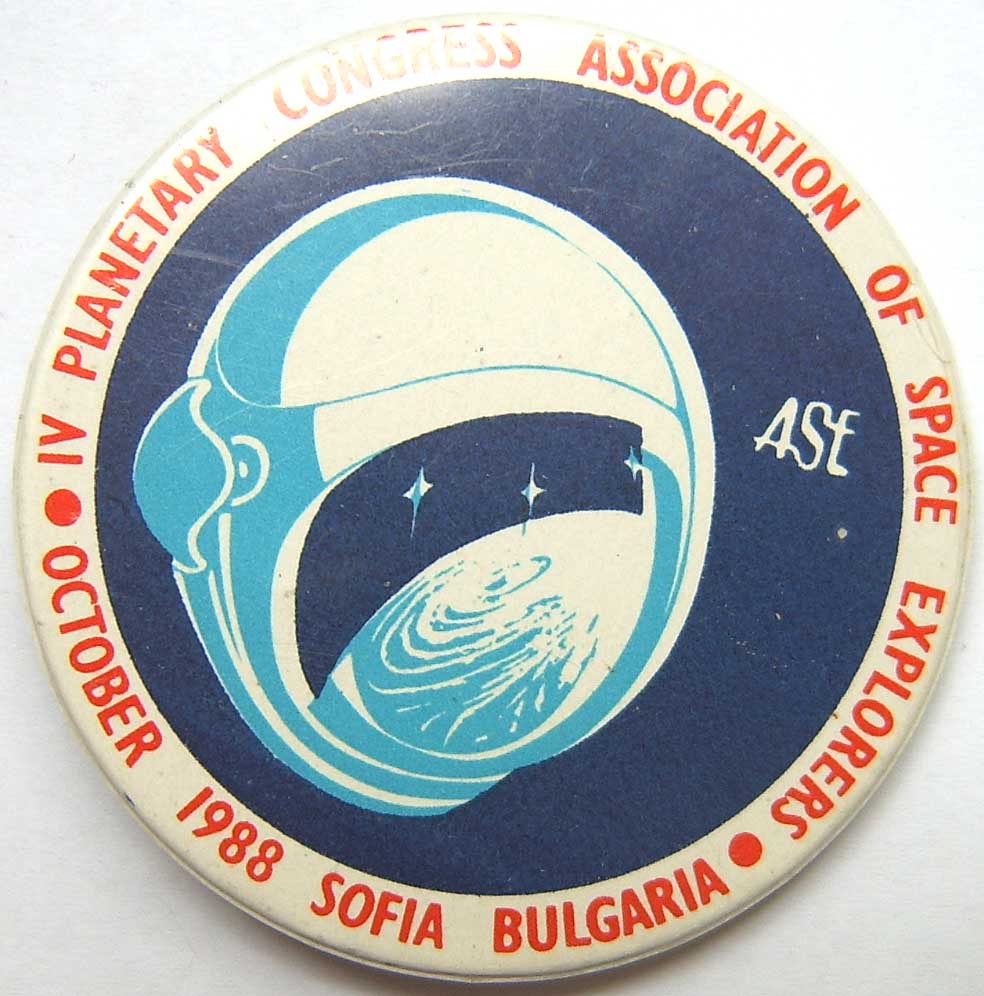 IV PLANETARY CONGRESS ASSOCIATION OF SPACE EXPLORERS
OCTOBER 1988 SOFIA BULGARIA
ASE